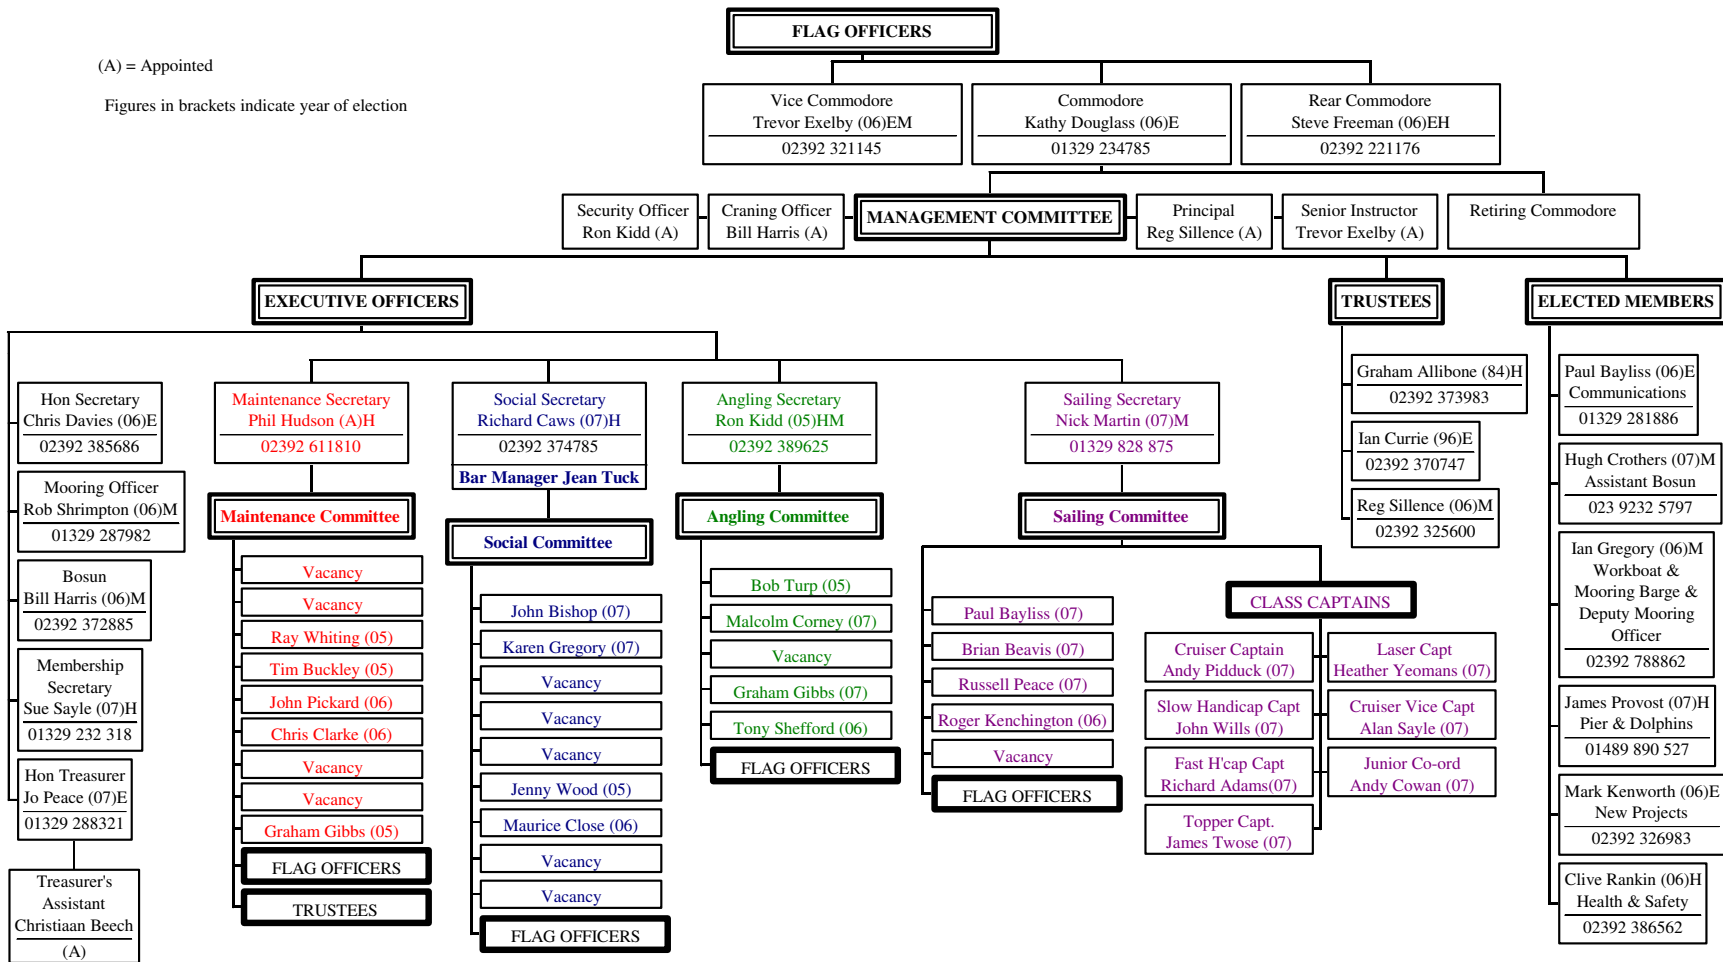 FLAG OFFICERS
(A) = Appointed
Figures in brackets indicate year of election
Vice Commodore
Trevor Exelby (06)EM
02392 321145
Commodore
Kathy Douglass (06)E
01329 234785
Rear Commodore
Steve Freeman (06)EH
02392 221176
Security Officer
Ron Kidd (A)
Craning Officer
Bill Harris (A)
MANAGEMENT COMMITTEE
Principal
Reg Sillence (A)
Senior Instructor
Trevor Exelby (A)
Retiring Commodore
EXECUTIVE OFFICERS
TRUSTEES
ELECTED MEMBERS
Hon Secretary
Chris Davies (06)E
02392 385686
Mooring Officer
Rob Shrimpton (06)M
01329 287982
Bosun
Bill Harris (06)M
02392 372885
Membership
Secretary
Sue Sayle (07)H
01329 232 318
Hon Treasurer
Jo Peace (07)E
01329 288321
Treasurer's
Assistant
Christiaan Beech
(A)
Maintenance Secretary
Phil Hudson (A)H
02392 611810
Maintenance Committee
Vacancy
Vacancy
Ray Whiting (05)
Tim Buckley (05)
John Pickard (06)
Chris Clarke (06)
Vacancy
Vacancy
Graham Gibbs (05)
FLAG OFFICERS
TRUSTEES
Social Secretary
Richard Caws (07)H
02392 374785
Bar Manager Jean Tuck
Social Committee
John Bishop (07)
Karen Gregory (07)
Vacancy
Vacancy
Vacancy
Jenny Wood (05)
Maurice Close (06)
Vacancy
Vacancy
FLAG OFFICERS
Angling Secretary
Ron Kidd (05)HM
02392 389625
Angling Committee
Bob Turp (05)
Malcolm Corney (07)
Vacancy
Graham Gibbs (07)
Tony Shefford (06)
FLAG OFFICERS
Sailing Secretary
Nick Martin (07)M
01329 828 875
Sailing Committee
Paul Bayliss (07)
Brian Beavis (07)
Russell Peace (07)
Roger Kenchington (06)
Vacancy
FLAG OFFICERS
CLASS CAPTAINS
Cruiser Captain
Andy Pidduck (07)
Laser Capt
Heather Yeomans (07)
Slow Handicap Capt
John Wills (07)
Cruiser Vice Capt
Alan Sayle (07)
Fast H'cap Capt
Richard Adams(07)
Junior Co-ord
Andy Cowan (07)
Topper Capt.
James Twose (07)
Graham Allibone (84)H
02392 373983
Ian Currie (96)E
02392 370747
Reg Sillence (06)M
02392 325600
Paul Bayliss (06)E
Communications
01329 281886
Hugh Crothers (07)M
Assistant Bosun
023 9232 5797
Ian Gregory (06)M
Workboat &
Mooring Barge &
Deputy Mooring
Officer
02392 788862
James Provost (07)H
Pier & Dolphins
01489 890 527
Mark Kenworth (06)E
New Projects
02392 326983
Clive Rankin (06)H
Health & Safety
02392 386562